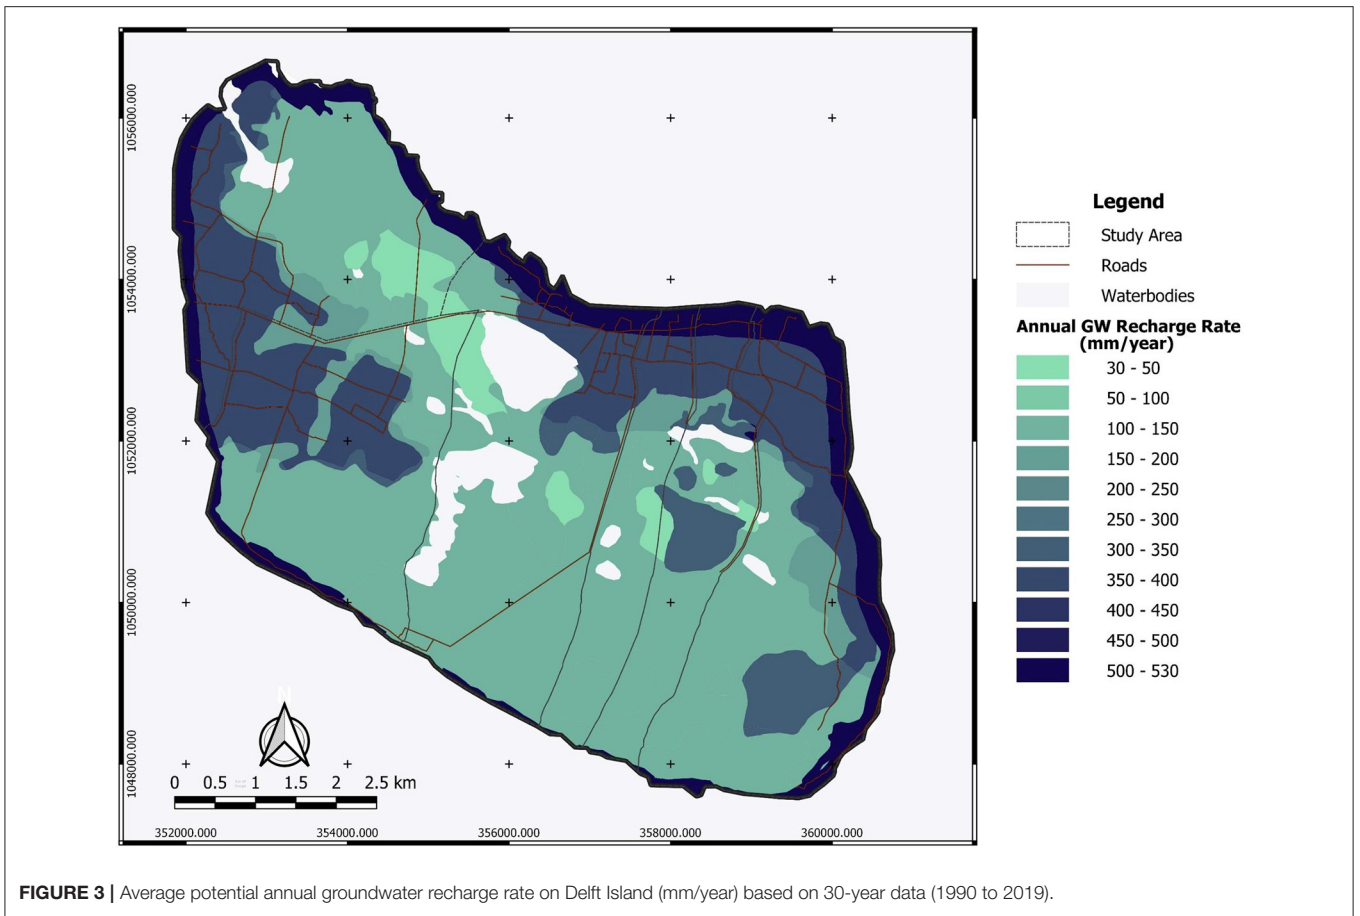 1056000.000
1054000.000
1052000.000
1050000.000
1048000.000
N
0 0.5 1 1.5 2 2.5 km
352000.000 354000.000 356000.000 358000.000 360000.000
Legend
Study Area
Roads
Waterbodies
Annual GW Recharge Rate
(mm/year)
30 - 50
50 - 100
100 - 150
150 - 200
200 - 250
250 - 300
300 - 350
350 - 400
400 - 450
450 - 500
500 - 530
FIGURE 3 | Average potential annual groundwater recharge rate on Delft Island (mm/year) based on 30-year data (1990 to 2019).